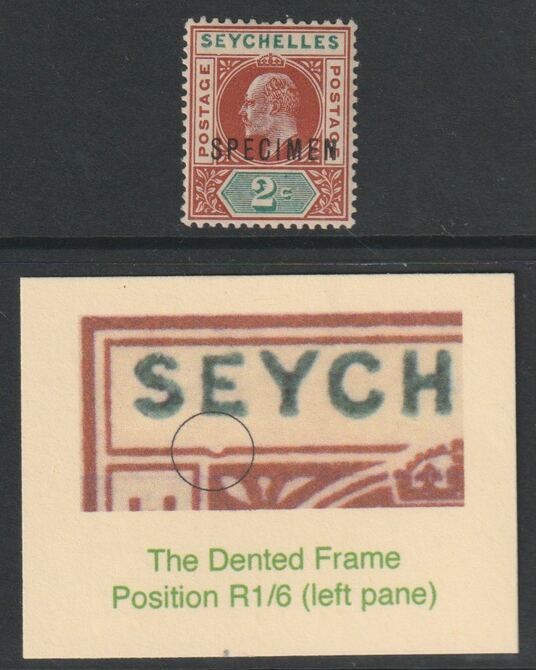 SEYCHELLES
POSTAGE
POSTAGE
SPECIMEN
2c
SEYCH
The Dented Frame
Position R1/6 (left pane)